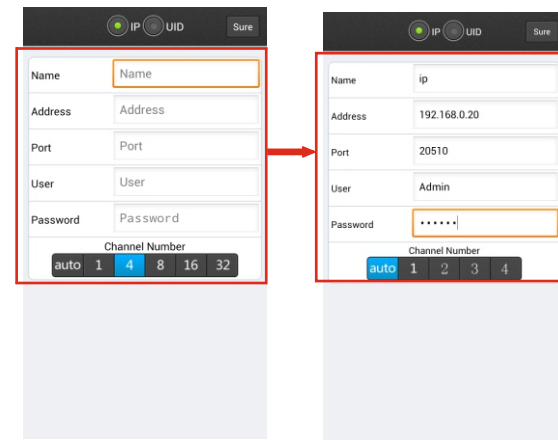 IP UID Sure
Name Name
Address Address
Port Port
User User
Password Password
Channel Number
auto 1 4 8 16 32
IP UID Sure
Name ip
Address 192.168.0.20
Port 20510
User Admin
Password ······
Channel Number
auto 1 2 3 4